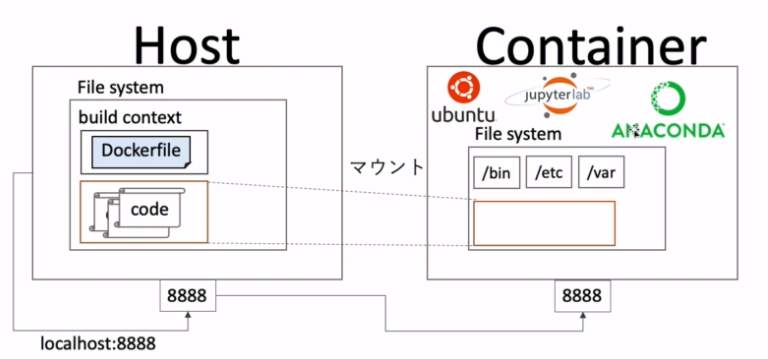 Host
File system
build context
Dockerfile
code
8888
localhost:8888
マウント
Container
ubuntu
jupyterlab™
ANACONDA
File system
/bin
/etc
/var
8888